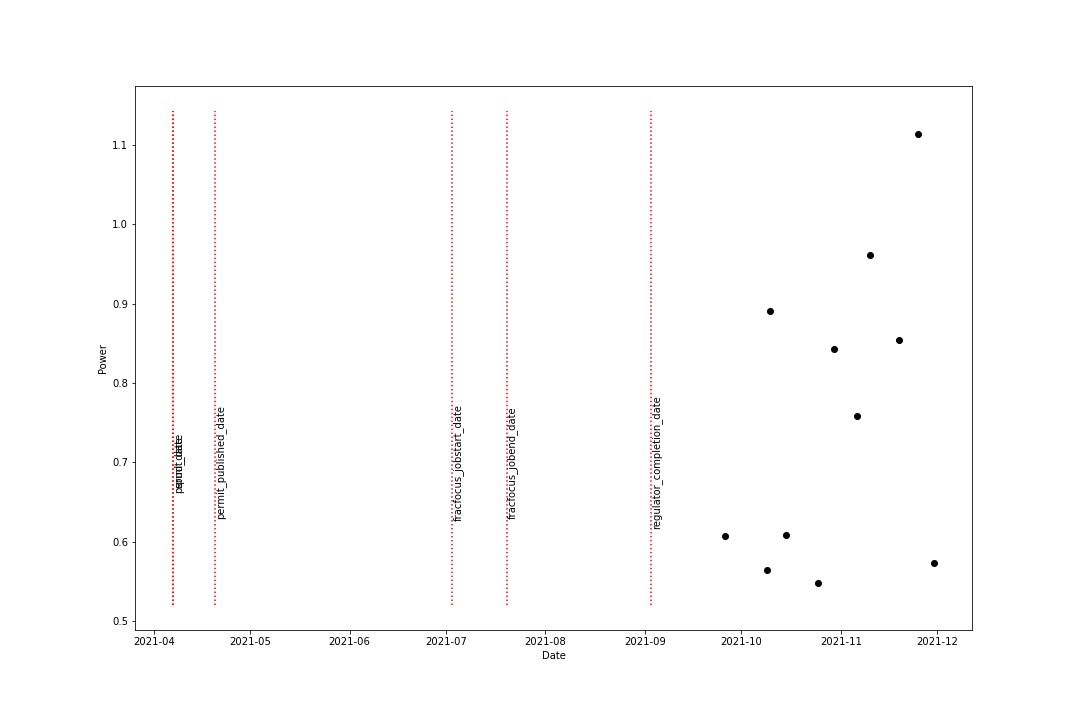 1.1
1.0
0.9
0.8
0.7
0.6
0.5
Power
permit_published_date
fracfocus_jobstart_date
fracfocus_jobend_date
regulator_completion_date
2021-04
2021-05
2021-06
2021-07
2021-08
2021-09
2021-10
2021-11
2021-12
Date